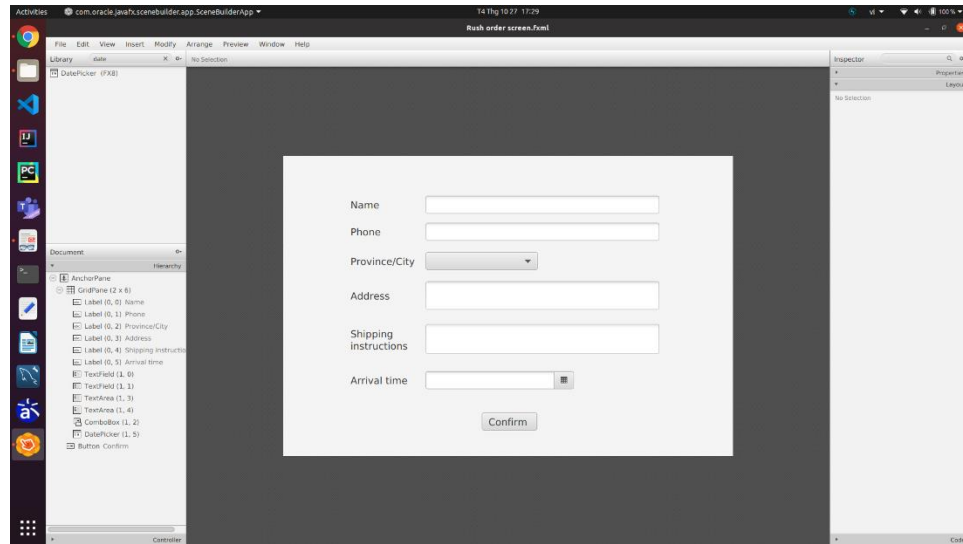 Activities com.oracle.javafx.scenebuilder.app.SceneBuilderApp T4 Thg 10 27 17:29 vi 100%
Rush order screen.fxml
File Edit View Insert Modify Arrange Preview Window Help
Library date No Selection Inspector
DatePicker (FX8)
Properties
Layout
No Selection
Name
Phone
Province/City
Address
Shipping
instructions
Arrival time
Confirm
Document
Hierarchy
AnchorPane
GridPane (2 x 6)
Label (0, 0) Name
Label (0, 1) Phone
Label (0, 2) Province/City
Label (0, 3) Address
Label (0, 4) Shipping instructio
Label (0, 5) Arrival time
TextField (1, 0)
TextField (1, 1)
TextArea (1, 3)
TextArea (1, 4)
ComboBox (1, 2)
DatePicker (1, 5)
Button Confirm
Controller
Code